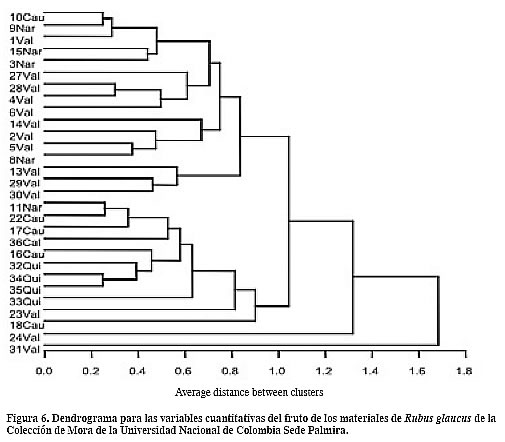 10Cau
9Nar
1Val
15Nar
3Nar
27Val
28Val
4Val
6Val
14Val
2Val
5Val
8Nar
13Val
29Val
30Val
11Nar
22Cau
17Cau
36Cal
16Cau
32Qui
34Qui
35Qui
33Qui
23Val
18Cau
24Val
31Val
0.0 0.2 0.4 0.6 0.8 1.0 1.2 1.4 1.6 1.8
Average distance between clusters
Figura 6. Dendrograma para las variables cuantitativas del fruto de los materiales de Rubus glaucus de la
Colección de Mora de la Universidad Nacional de Colombia Sede Palmira.